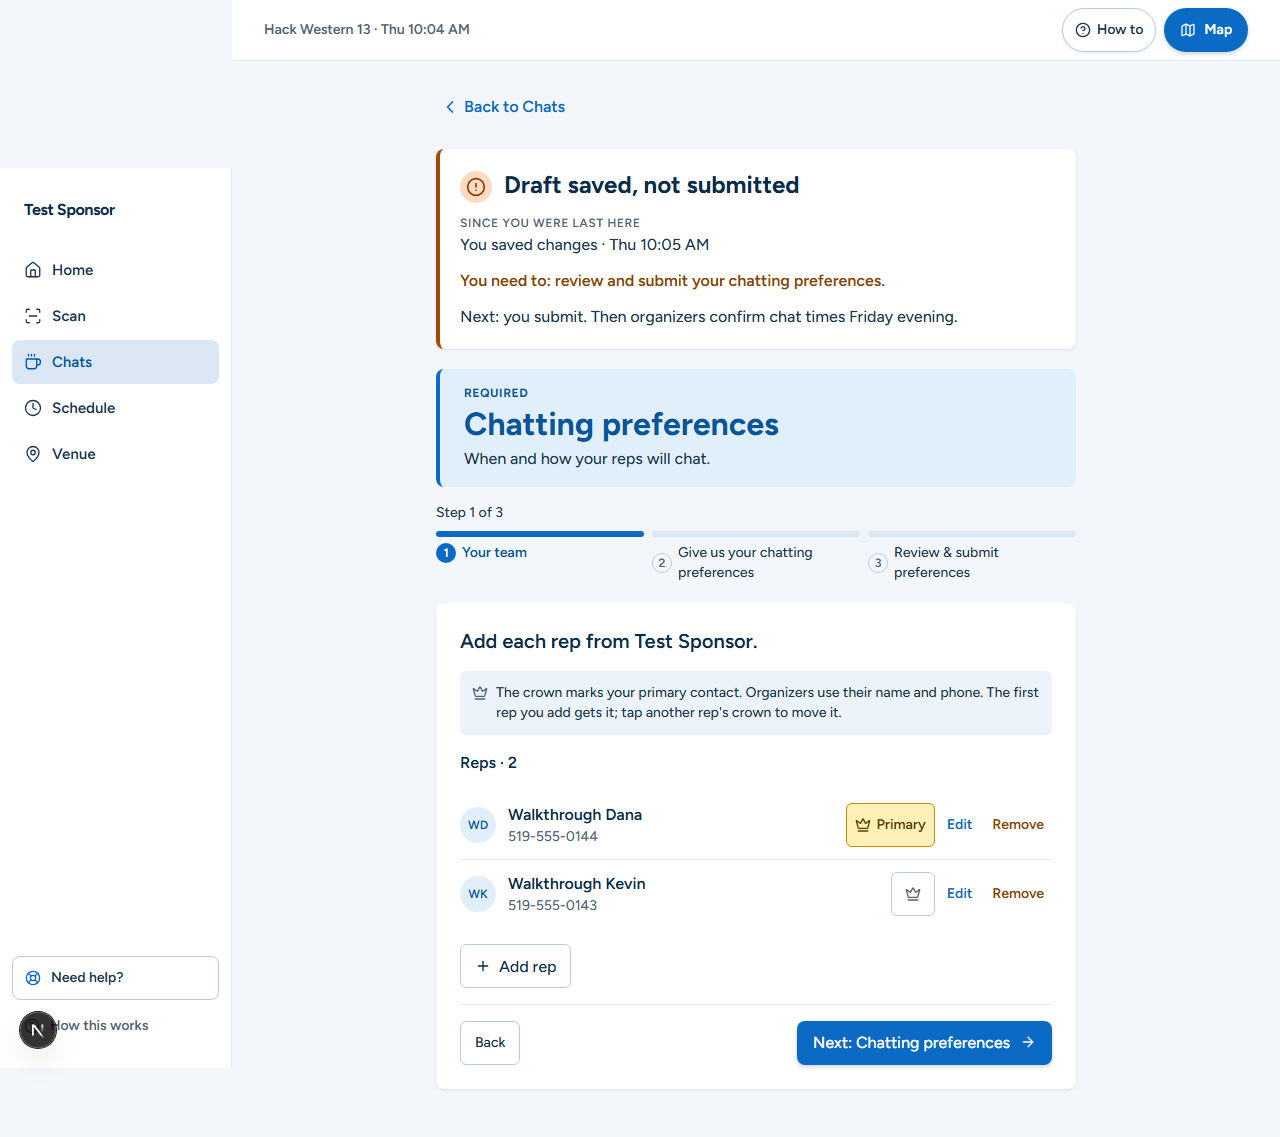 Hack Western 13 · Thu 10:04 AM
How to
Map
Test Sponsor
Home
Scan
Chats
Schedule
Venue
Need help?
How this works
N
Back to Chats
Draft saved, not submitted
SINCE YOU WERE LAST HERE
You saved changes · Thu 10:05 AM
You need to: review and submit your chatting preferences.
Next: you submit. Then organizers confirm chat times Friday evening.
REQUIRED
Chatting preferences
When and how your reps will chat.
Step 1 of 3
1 Your team
2 Give us your chatting
preferences
3 Review & submit
preferences
Add each rep from Test Sponsor.
The crown marks your primary contact. Organizers use their name and phone. The first
rep you add gets it; tap another rep's crown to move it.
Reps · 2
WD
Walkthrough Dana
519-555-0144
Primary
Edit
Remove
WK
Walkthrough Kevin
519-555-0143
Edit
Remove
Add rep
Back
Next: Chatting preferences